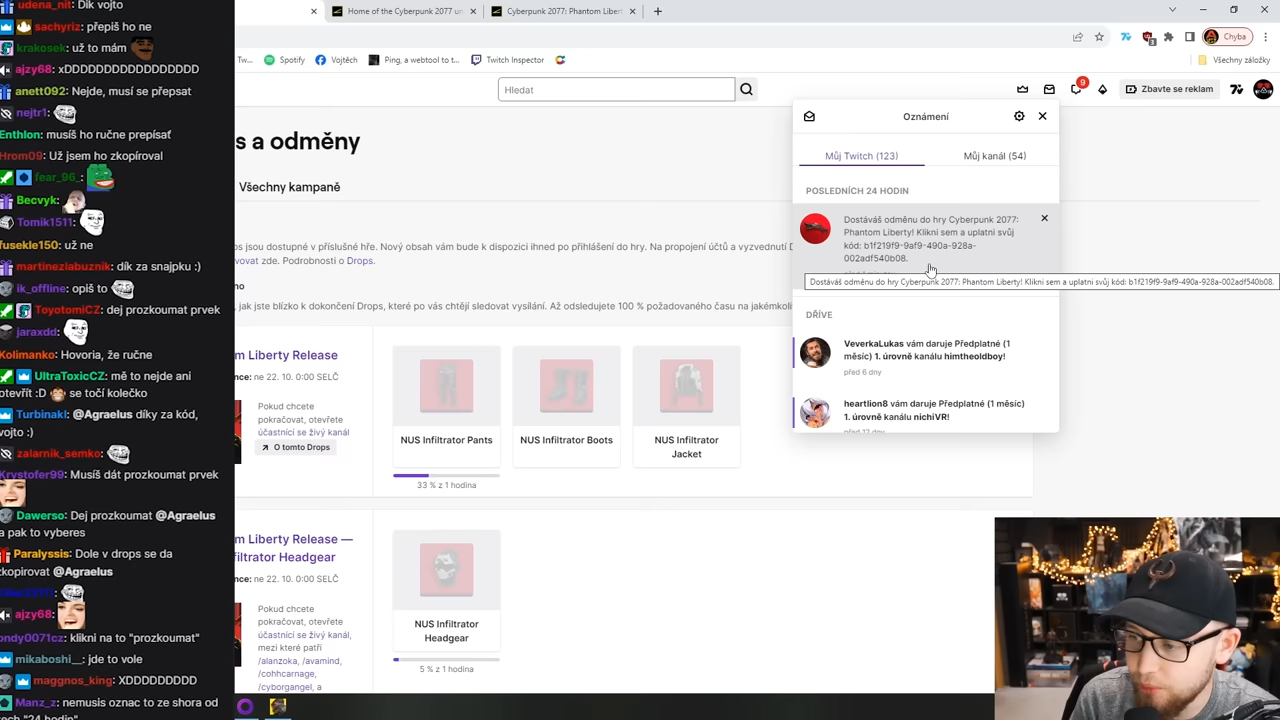 udena_nit: Dik vojto
sachyriz: přepiš ho ne
krakosek: už to mám
ajzy68: xDDDDDDDDDDDDDDDDD
anett092: Nejde, musí se přepsat
nejtr1:
Enthlon: musíš ho ručne prepísať
Hrom09: Už jsem ho zkopíroval
fear_96_:
Becvyk:
Tomik1511:
fusekle150: už ne
martineziabuznik: dík za snajku :)
ik_offline: opiš to
ToyotomiCZ: dej prozkoumat prvek
jaraxdd:
Kolimanko: Hovoria, že ručne
UltraToxicCZ: mě to nejde ani
otevřít :D se točí kolečko
Turbinakl: @Agraelus díky za kód,
vojto :)
zalarnik_semko:
Krystofer99: Musíš dát prozkoumat prvek
Dawerso: Dej prozkoumat @Agraelus
a pak to vyberes
Paralyssis: Dole v drops se da
zkopirovat @Agraelus
ajzy68:
ondy0071cz: klikni na to "prozkoumat"
mikaboshi__: jde to vole
maggnos_king: XDDDDDDDDD
Manz_z: nemusis oznac to ze shora od
"24 hodin"
Home of the Cyberpunk 2077 un
Cyberpunk 2077: Phantom Libert
Chyba
Tw...
Spotify
Vojtěch
Ping, a webtool to t...
Twitch Inspector
Všechny záložky
Hledat
9
Zbavte se reklam
s a odměny
Všechny kampaně
ps jsou dostupné v příslušné hře. Nový obsah vám bude k dispozici ihned po přihlášení do hry. Na propojení účtů a vyzvednutí D
vovat zde. Podrobnosti o Drops.
no
jak jste blízko k dokončení Drops, které po vás chtějí sledovat vysílání. Až odsledujete 100 % požadovaného času na jakémkoli
m Liberty Release
nce: ne 22. 10. 0:00 SELČ
Pokud chcete
pokračovat, otevřete
účastnící se živý kanál
O tomto Drops
NUS Infiltrator Pants
NUS Infiltrator Boots
NUS Infiltrator
Jacket
33 % z 1 hodina
m Liberty Release —
filtrator Headgear
nce: ne 22. 10. 0:00 SELČ
Pokud chcete
pokračovat, otevřete
účastnící se živý kanál,
mezi které patří
/alanzoka, /avamind,
/cohhcarnage,
/cyborgangel, a
NUS Infiltrator
Headgear
5 % z 1 hodina
Oznámení
Můj Twitch (123)
Můj kanál (54)
POSLEDNÍCH 24 HODIN
Dostáváš odměnu do hry Cyberpunk 2077:
Phantom Liberty! Klikni sem a uplatni svůj
kód: b1f219f9-9af9-490a-928a-
002adf540b08.
Dostáváš odměnu do hry Cyberpunk 2077: Phantom Liberty! Klikni sem a uplatni svůj kód: b1f219f9-9af9-490a-928a-002adf540b08.
DŘÍVE
VeverkaLukas vám daruje Předplatné (1
měsíc) 1. úrovně kanálu himtheoldboy!
před 6 dny
heartlion8 vám daruje Předplatné (1 měsíc)
1. úrovně kanálu nichiVR!
před 12 dny